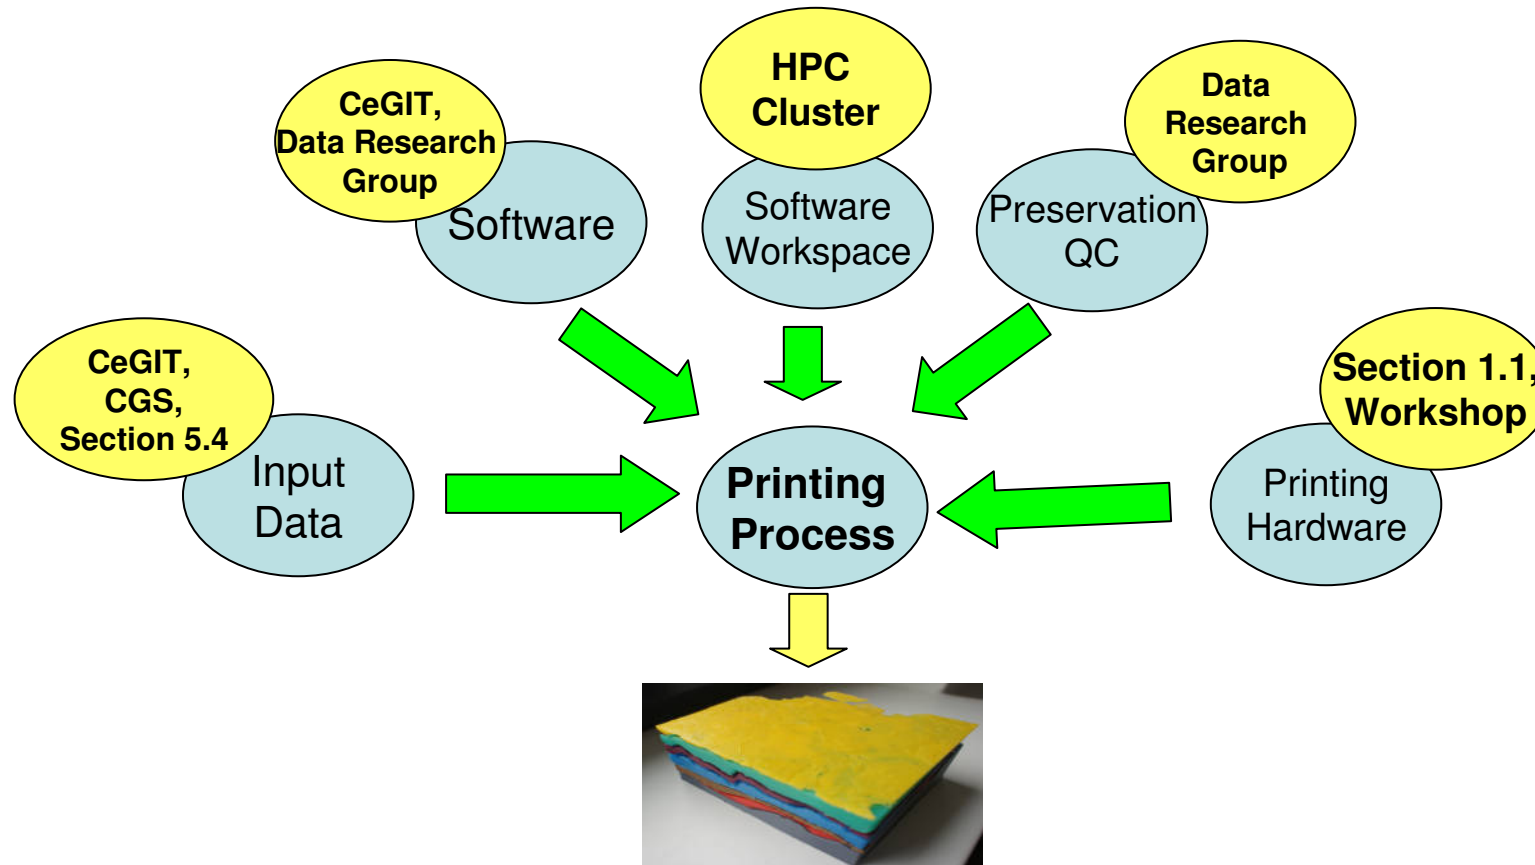 HPC
Cluster
CeGIT,
Data Research
Group
Data
Research
Group
Software
Software
Workspace
Preservation
QC
CeGIT,
CGS,
Section 5.4
Input
Data
Printing
Process
Section 1.1,
Workshop
Printing
Hardware